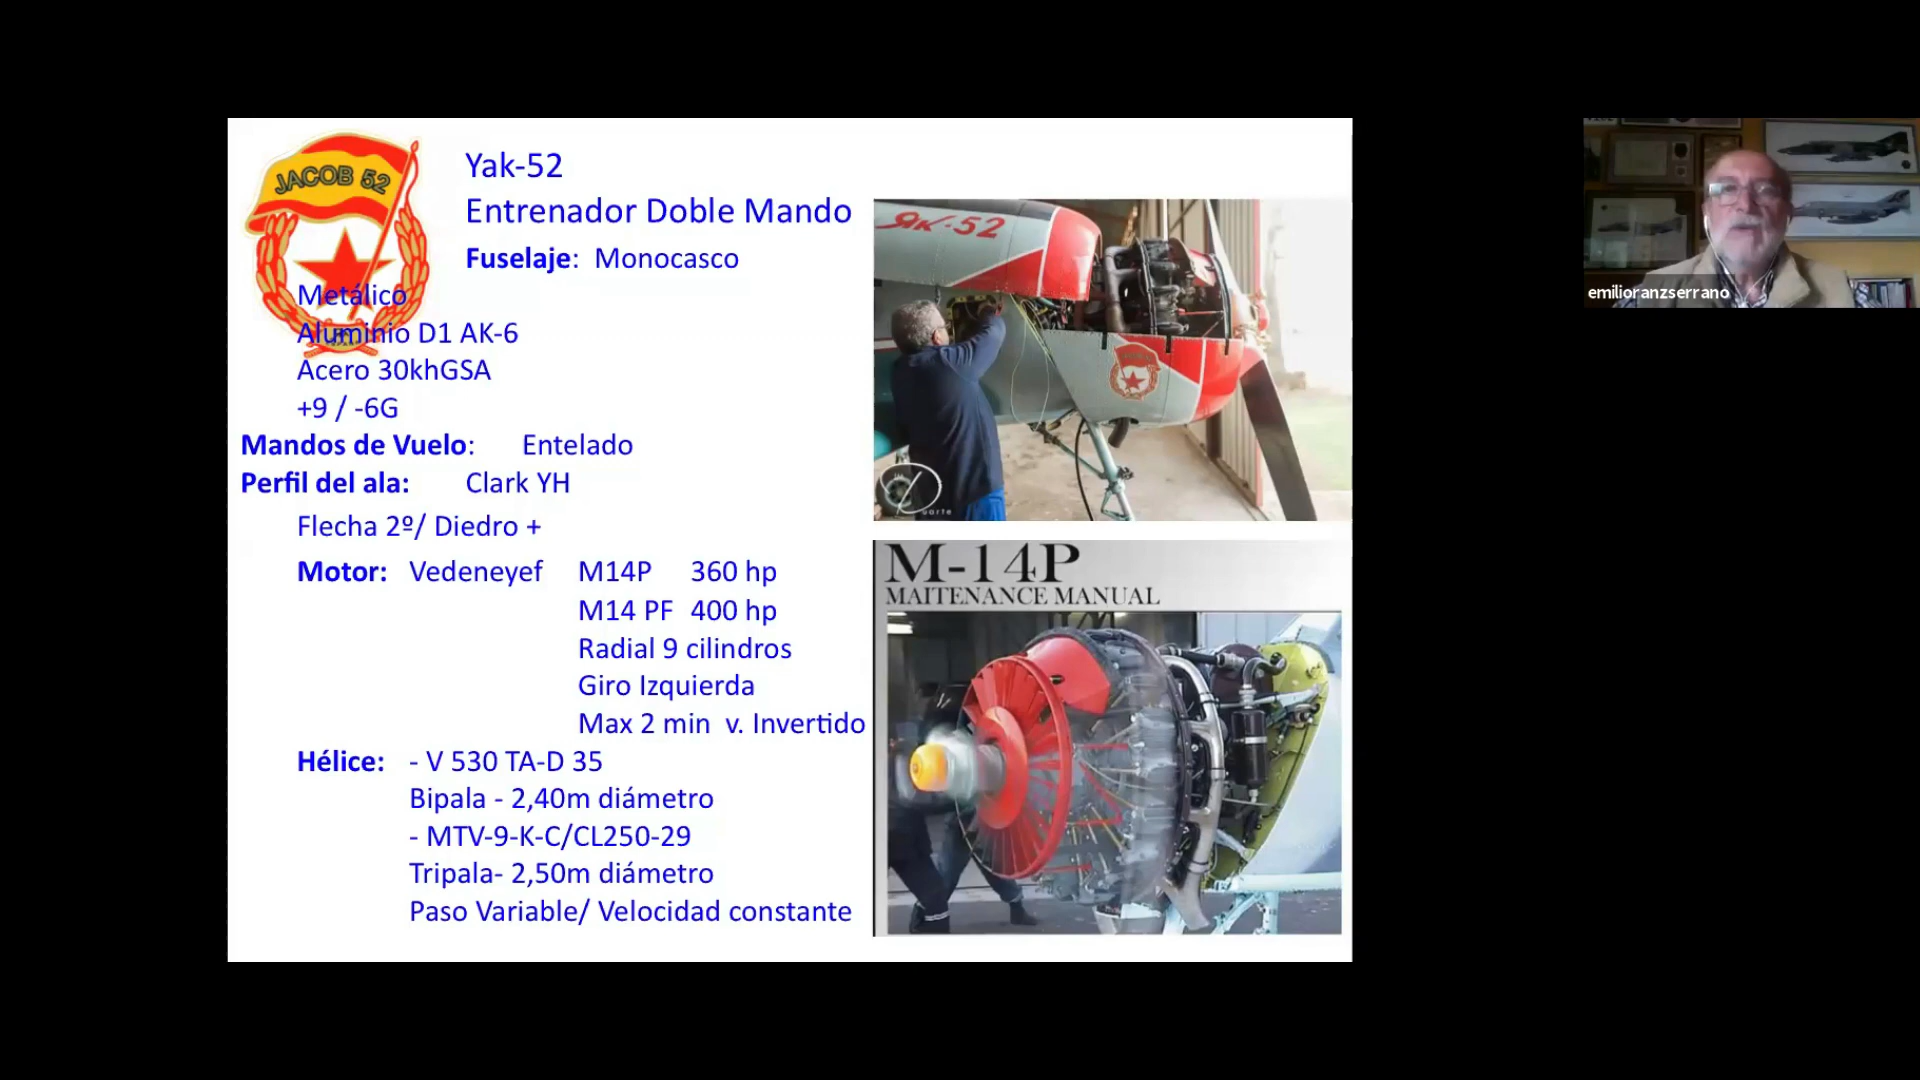 JACOB 52
Yak-52
Entrenador Doble Mando
Fuselaje: Monocasco
Metálico
Aluminio D1 AK-6
Acero 30khGSA
+9 / -6G
Mandos de Vuelo: Entelado
Perfil del ala: Clark YH
Flecha 2º/ Diedro +
Motor: Vedeneyef M14P 360 hp
M14 PF 400 hp
Radial 9 cilindros
Giro Izquierda
Max 2 min v. Invertido
Hélice: - V 530 TA-D 35
Bipala - 2,40m diámetro
- MTV-9-K-C/CL250-29
Tripala- 2,50m diámetro
Paso Variable/ Velocidad constante
Як-52
uarte
M-14P
MAITENANCE MANUAL
emilioranzserrano